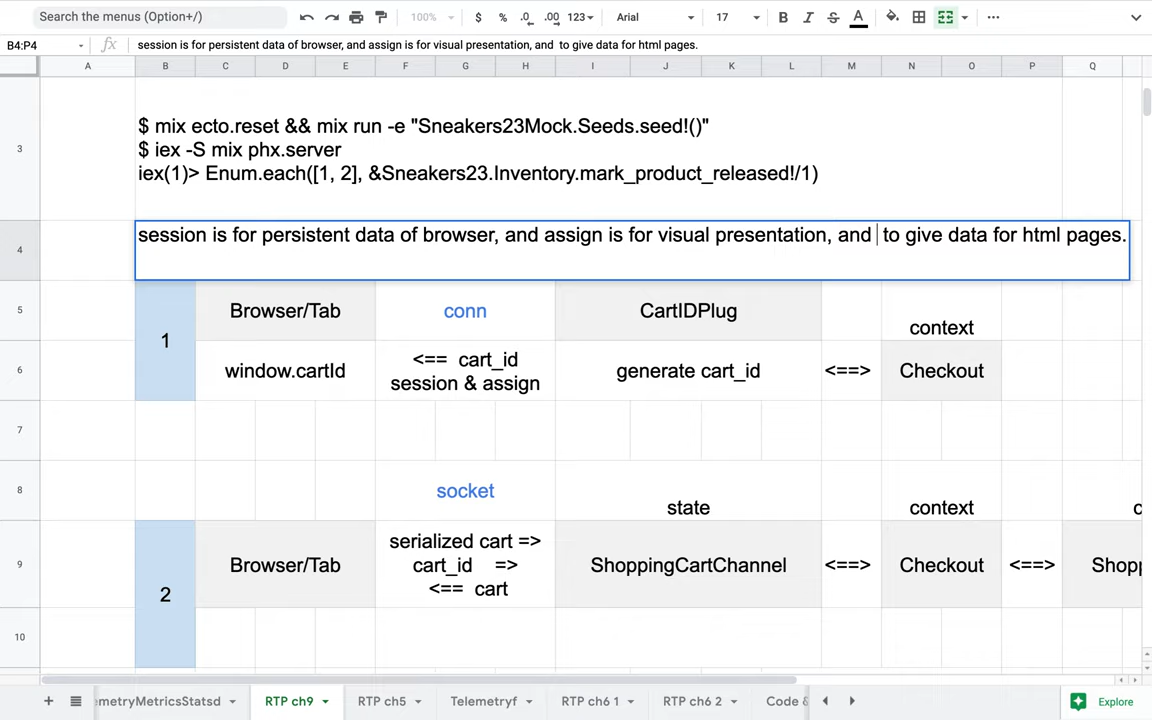 Search the menus (Option+/)
100%
$ % .0 .00 123
Arial
17
B I S A
B4:P4
fx session is for persistent data of browser, and assign is for visual presentation, and  to give data for html pages.
A B C D E F G H I J K L M N O P Q
3
$ mix ecto.reset && mix run -e "Sneakers23Mock.Seeds.seed!()"
$ iex -S mix phx.server
iex(1)> Enum.each([1, 2], &Sneakers23.Inventory.mark_product_released!/1)
4
session is for persistent data of browser, and assign is for visual presentation, and  to give data for html pages.
5
1
Browser/Tab
conn
CartIDPlug
context
6
window.cartId
<== cart_id
session & assign
generate cart_id
<==>
Checkout
7
8
socket
state
context
c
9
2
Browser/Tab
serialized cart =>
cart_id =>
<== cart
ShoppingCartChannel
<==>
Checkout
<==>
Shopp
10
+
emetryMetricsStatsd
RTP ch9
RTP ch5
Telemetryf
RTP ch6 1
RTP ch6 2
Code &
Explore